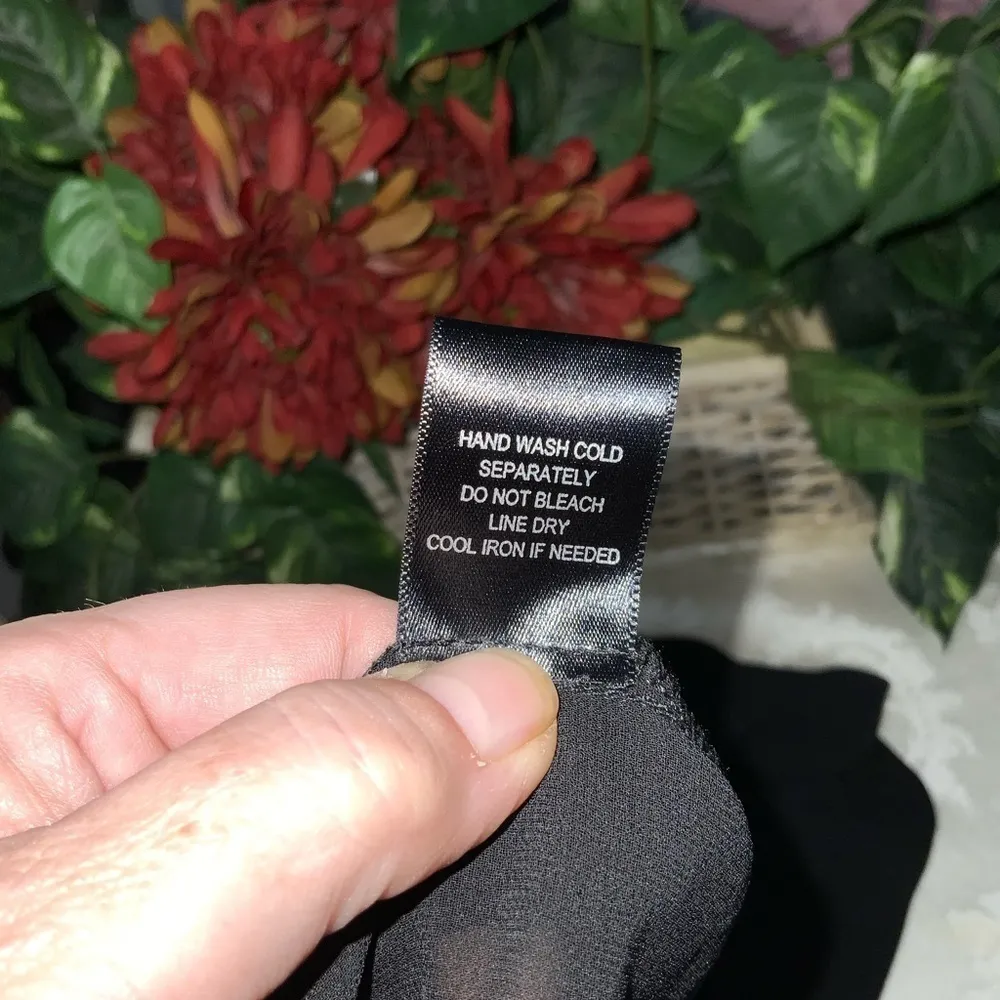 HAND WASH COLD
SEPARATELY
DO NOT BLEACH
LINE DRY
COOL IRON IF NEEDED